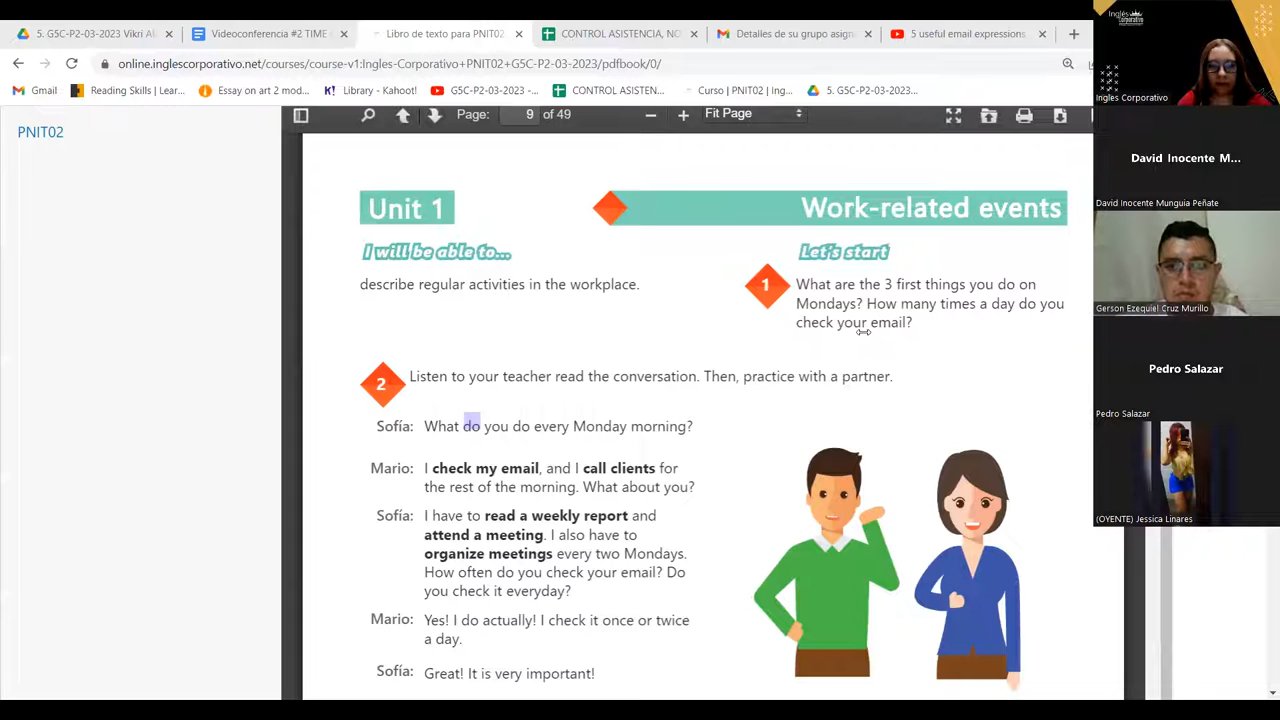 5. G5C-P2-03-2023 Vikri Al
Videoconferencia #2 TIME
Libro de texto para PNIT02
CONTROL ASISTENCIA, NO
Detalles de su grupo asign
5 useful email expressions
online.inglescorporativo.net/courses/course-v1:Ingles-Corporativo+PNIT02+G5C-P2-03-2023/pdfbook/0/
Gmail
Reading Skills | Lear...
Essay on art 2 mod...
Library - Kahoot!
G5C-P2-03-2023 -...
CONTROL ASISTEN...
Curso | PNIT02 | Ing...
5. G5C-P2-03-2023...
PNIT02
Page: 9 of 49
Fit Page
Unit 1
Work-related events
I will be able to...
describe regular activities in the workplace.
Let's start
1
What are the 3 first things you do on
Mondays? How many times a day do you
check your email?
2
Listen to your teacher read the conversation. Then, practice with a partner.
Sofía: What do you do every Monday morning?
Mario: I check my email, and I call clients for
the rest of the morning. What about you?
Sofía: I have to read a weekly report and
attend a meeting. I also have to
organize meetings every two Mondays.
How often do you check your email? Do
you check it everyday?
Mario: Yes! I do actually! I check it once or twice
a day.
Sofía: Great! It is very important!
Inglés
Corporativo
Ingles Corporativo
David Inocente M...
David Inocente Munguia Peñate
Gerson Ezequiel Cruz Murillo
Pedro Salazar
Pedro Salazar
(OYENTE) Jessica Linares